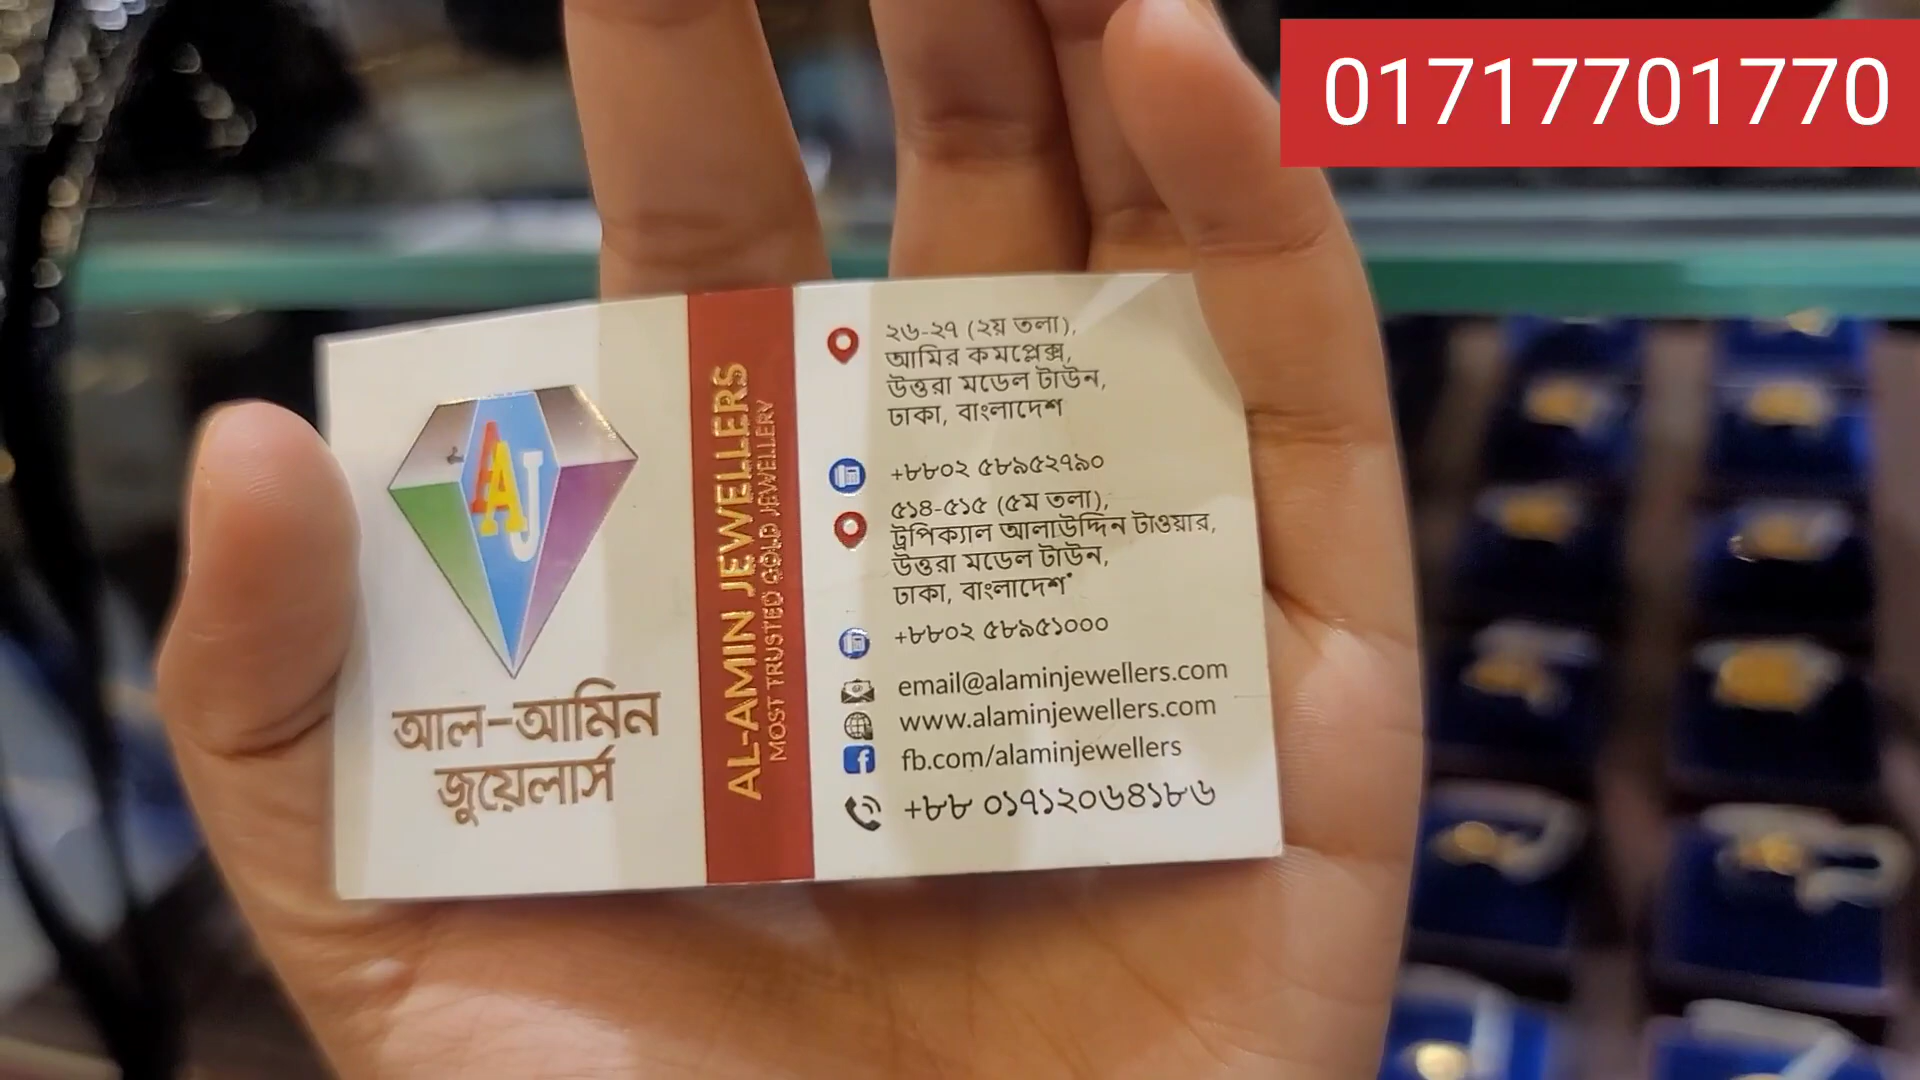 01717701770
AAJ
আল-আমিন
জুয়েলার্স
AL-AMIN JEWELLERS
MOST TRUSTED GOLD JEWELLERY
২৬-২৭ (২য় তলা),
আমির কমপ্লেক্স,
উত্তরা মডেল টাউন,
ঢাকা, বাংলাদেশ
+৮৮০২ ৫৮৯৫২৭৯০
৫১৪-৫১৫ (৫ম তলা),
ট্রপিক্যাল আলাউদ্দিন টাওয়ার,
উত্তরা মডেল টাউন,
ঢাকা, বাংলাদেশ
+৮৮০২ ৫৮৯৫১০০০
email@alaminjewellers.com
www.alaminjewellers.com
fb.com/alaminjewellers
+৮৮ ০১৭১২০৬৪১৮৬